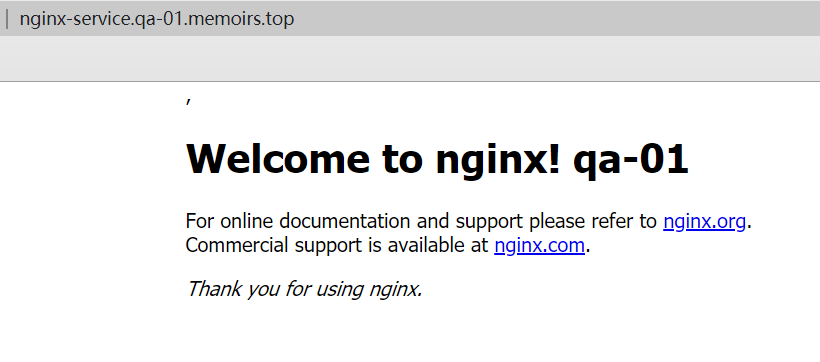 nginx-service.qa-01.memoirs.top
,
Welcome to nginx! qa-01
For online documentation and support please refer to nginx.org.
Commercial support is available at nginx.com.
Thank you for using nginx.